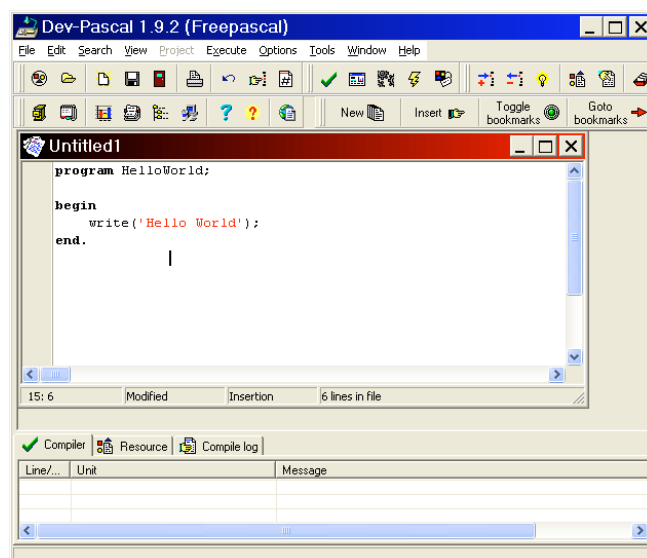 Dev-Pascal 1.9.2 (Freepascal)
File Edit Search View Project Execute Options Tools Window Help
New Insert Toggle bookmarks Goto bookmarks
Untitled1
program HelloWorld;
begin
write('Hello World');
end.
15: 6 Modified Insertion 6 lines in file
Compiler Resource Compile log
Line/... Unit Message